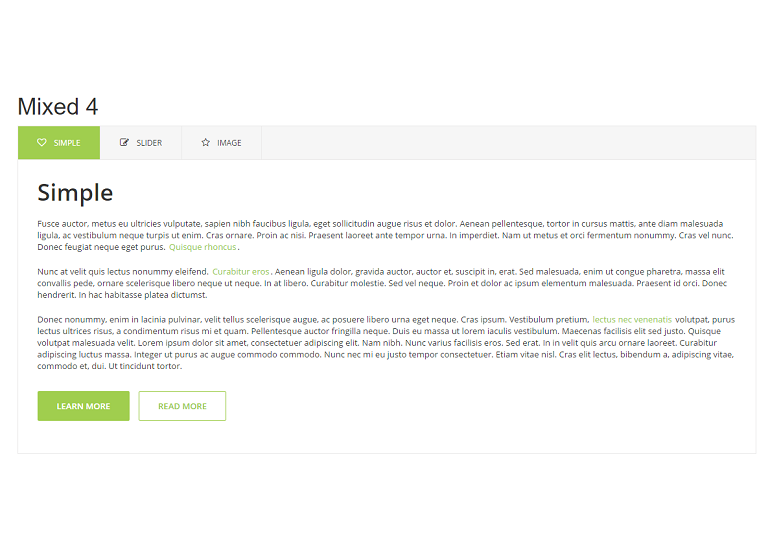 Mixed 4
SIMPLE SLIDER IMAGE
Simple
Fusce auctor, metus eu ultricies vulputate, sapien nibh faucibus ligula, eget sollicitudin augue risus et dolor. Aenean pellentesque, tortor in cursus mattis, ante diam malesuada
ligula, ac vestibulum neque turpis ut enim. Cras ornare. Proin ac nisi. Praesent laoreet ante tempor urna. In imperdiet. Nam ut metus et orci fermentum nonummy. Cras vel nunc.
Donec feugiat neque eget purus. Quisque rhoncus.
Nunc at velit quis lectus nonummy eleifend. Curabitur eros. Aenean ligula dolor, gravida auctor, auctor et, suscipit in, erat. Sed malesuada, enim ut congue pharetra, massa elit
convallis pede, ornare scelerisque libero neque ut neque. In at libero. Curabitur molestie. Sed vel neque. Proin et dolor ac ipsum elementum malesuada. Praesent id orci. Donec
hendrerit. In hac habitasse platea dictumst.
Donec nonummy, enim in lacinia pulvinar, velit tellus scelerisque augue, ac posuere libero urna eget neque. Cras ipsum. Vestibulum pretium, lectus nec venenatis volutpat, purus
lectus ultrices risus, a condimentum risus mi et quam. Pellentesque auctor fringilla neque. Duis eu massa ut lorem iaculis vestibulum. Maecenas facilisis elit sed justo. Quisque
volutpat malesuada velit. Lorem ipsum dolor sit amet, consectetuer adipiscing elit. Nam nibh. Nunc varius facilisis eros. Sed erat. In in velit quis arcu ornare laoreet. Curabitur
adipiscing luctus massa. Integer ut purus ac augue commodo commodo. Nunc nec mi eu justo tempor consectetuer. Etiam vitae nisl. Cras elit lectus, bibendum a, adipiscing vitae,
commodo et, dui. Ut tincidunt tortor.
LEARN MORE READ MORE